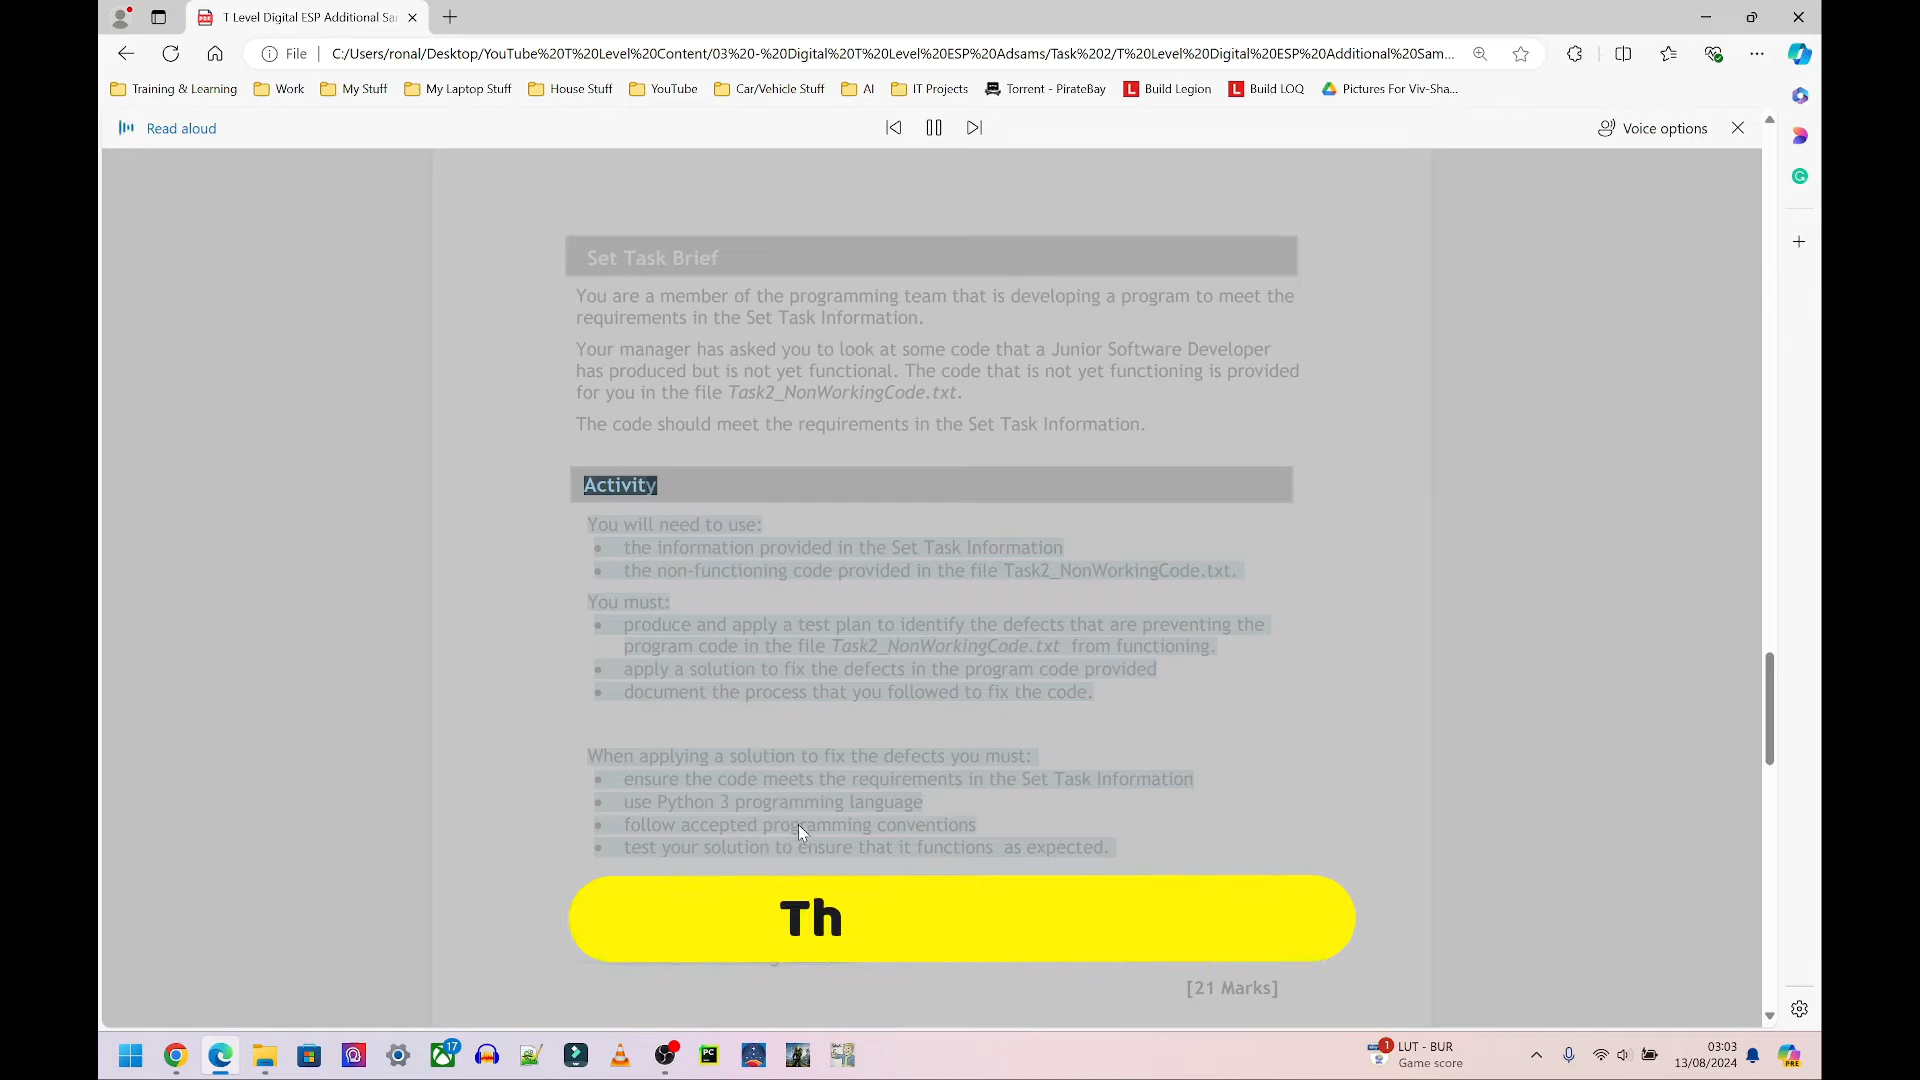 T Level Digital ESP Additional Sa
File
C:/Users/ronal/Desktop/YouTube%20T%20Level%20Content/03%20-%20Digital%20T%20Level%20ESP%20Adsams/Task%202/T%20Level%20Digital%20ESP%20Additional%20Sam...
Training & Learning
Work
My Stuff
My Laptop Stuff
House Stuff
YouTube
Car/Vehicle Stuff
AI
IT Projects
Torrent - PirateBay
Build Legion
Build LOQ
Pictures For Viv-Sha...
Read aloud
Voice options
Set Task Brief
You are a member of the programming team that is developing a program to meet the
requirements in the Set Task Information.
Your manager has asked you to look at some code that a Junior Software Developer
has produced but is not yet functional. The code that is not yet functioning is provided
for you in the file Task2_NonWorkingCode.txt.
The code should meet the requirements in the Set Task Information.
Activity
You will need to use:
• the information provided in the Set Task Information
• the non-functioning code provided in the file Task2_NonWorkingCode.txt.
You must:
• produce and apply a test plan to identify the defects that are preventing the
program code in the file Task2_NonWorkingCode.txt from functioning.
• apply a solution to fix the defects in the program code provided
• document the process that you followed to fix the code.
When applying a solution to fix the defects you must:
• ensure the code meets the requirements in the Set Task Information
• use Python 3 programming language
• follow accepted programming conventions
• test your solution to ensure that it functions as expected.
Th
[21 Marks]
17
PC
1
LUT - BUR
Game score
03:03
13/08/2024
PRE